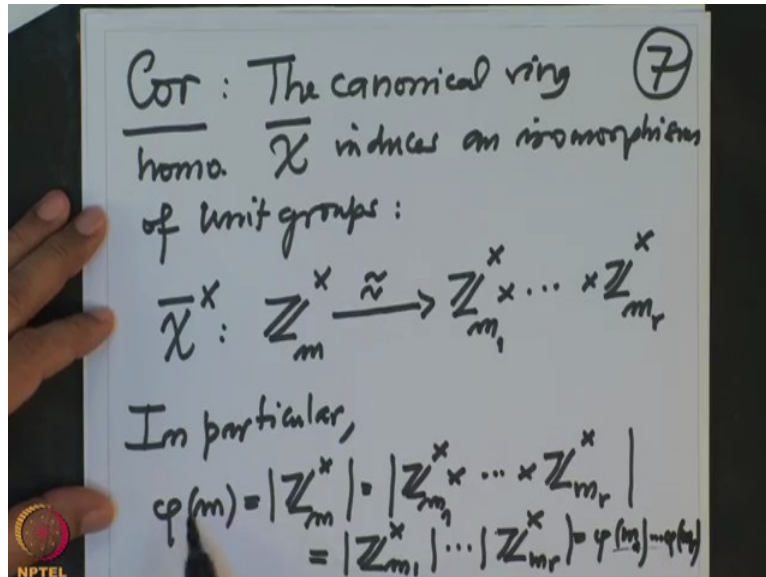 Cor : The canonical ring ⑦
homo. χ̅ induces an isomorphism
of unit groups :
χ̅^× : ℤ_m^× ≅→ ℤ_{m_1}^× × ⋯ × ℤ_{m_r}^×
In particular,
φ(m) = |ℤ_m^×| = |ℤ_{m_1}^× × ⋯ × ℤ_{m_r}^×|
= |ℤ_{m_1}^×| ⋯ |ℤ_{m_r}^×| = φ(m_1) ⋯ φ(m_r)
NPTEL